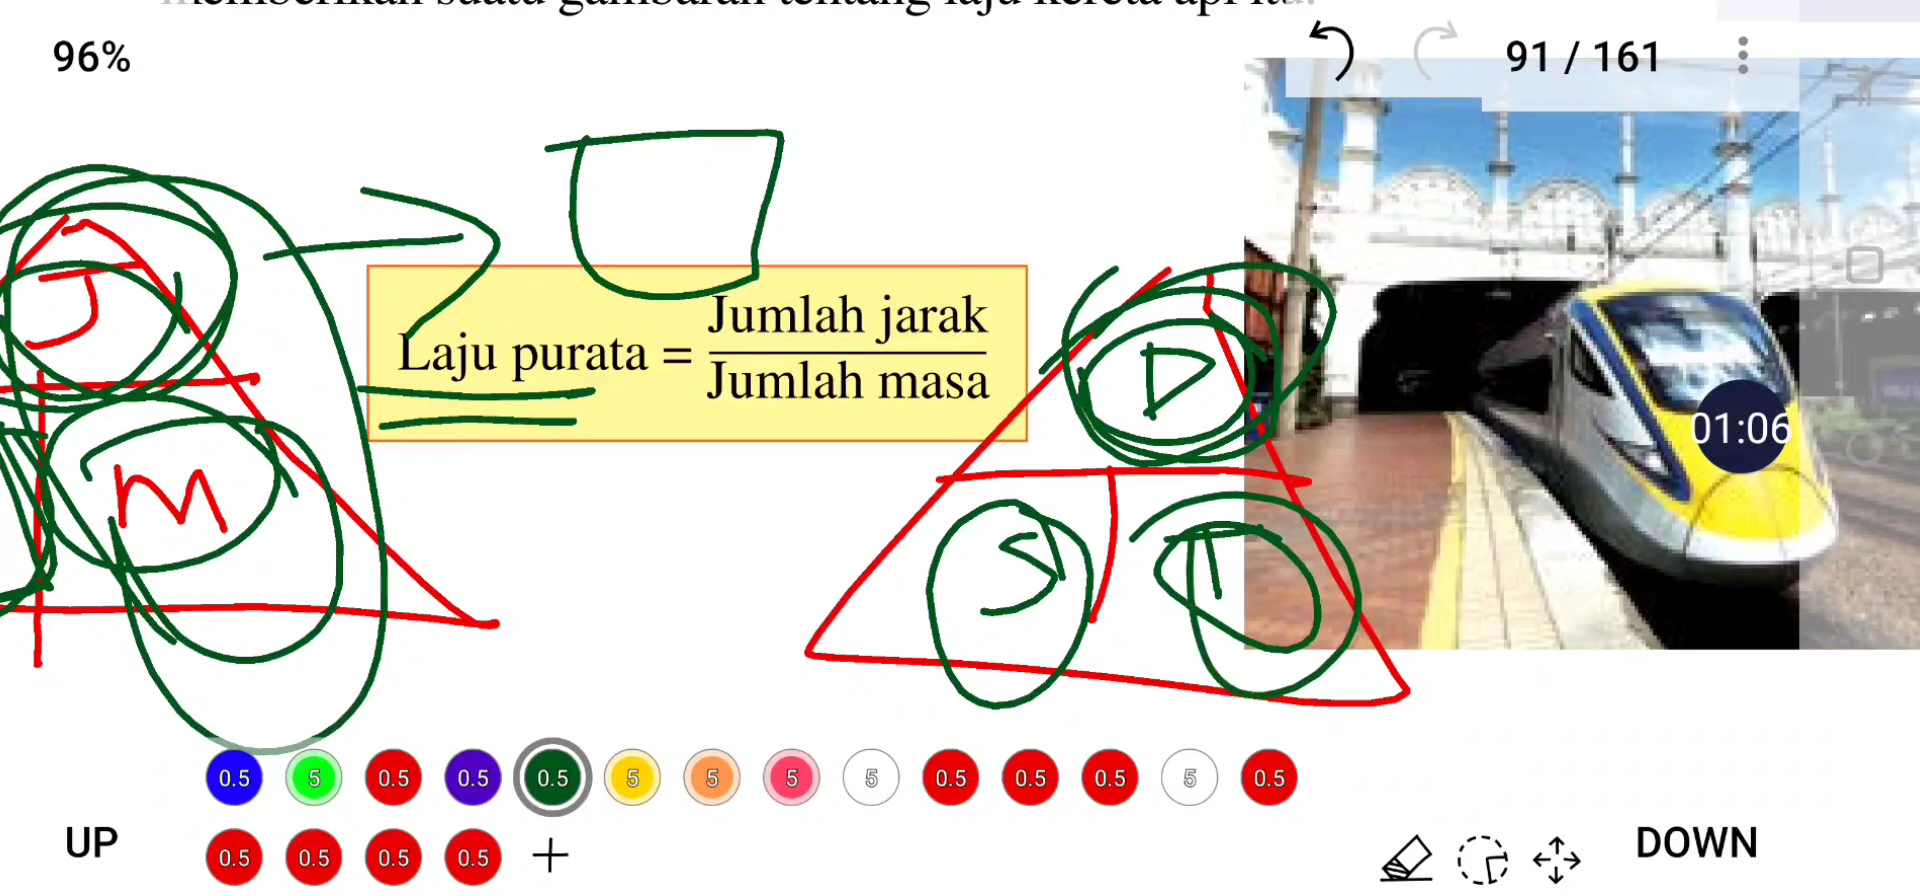 96%
91 / 161
J
M
Laju purata = Jumlah jarak
Jumlah masa
D
S T
01:06
0.5 5 0.5 0.5 0.5 5 5 5 5 0.5 0.5 0.5 5 0.5
UP 0.5 0.5 0.5 0.5 + DOWN